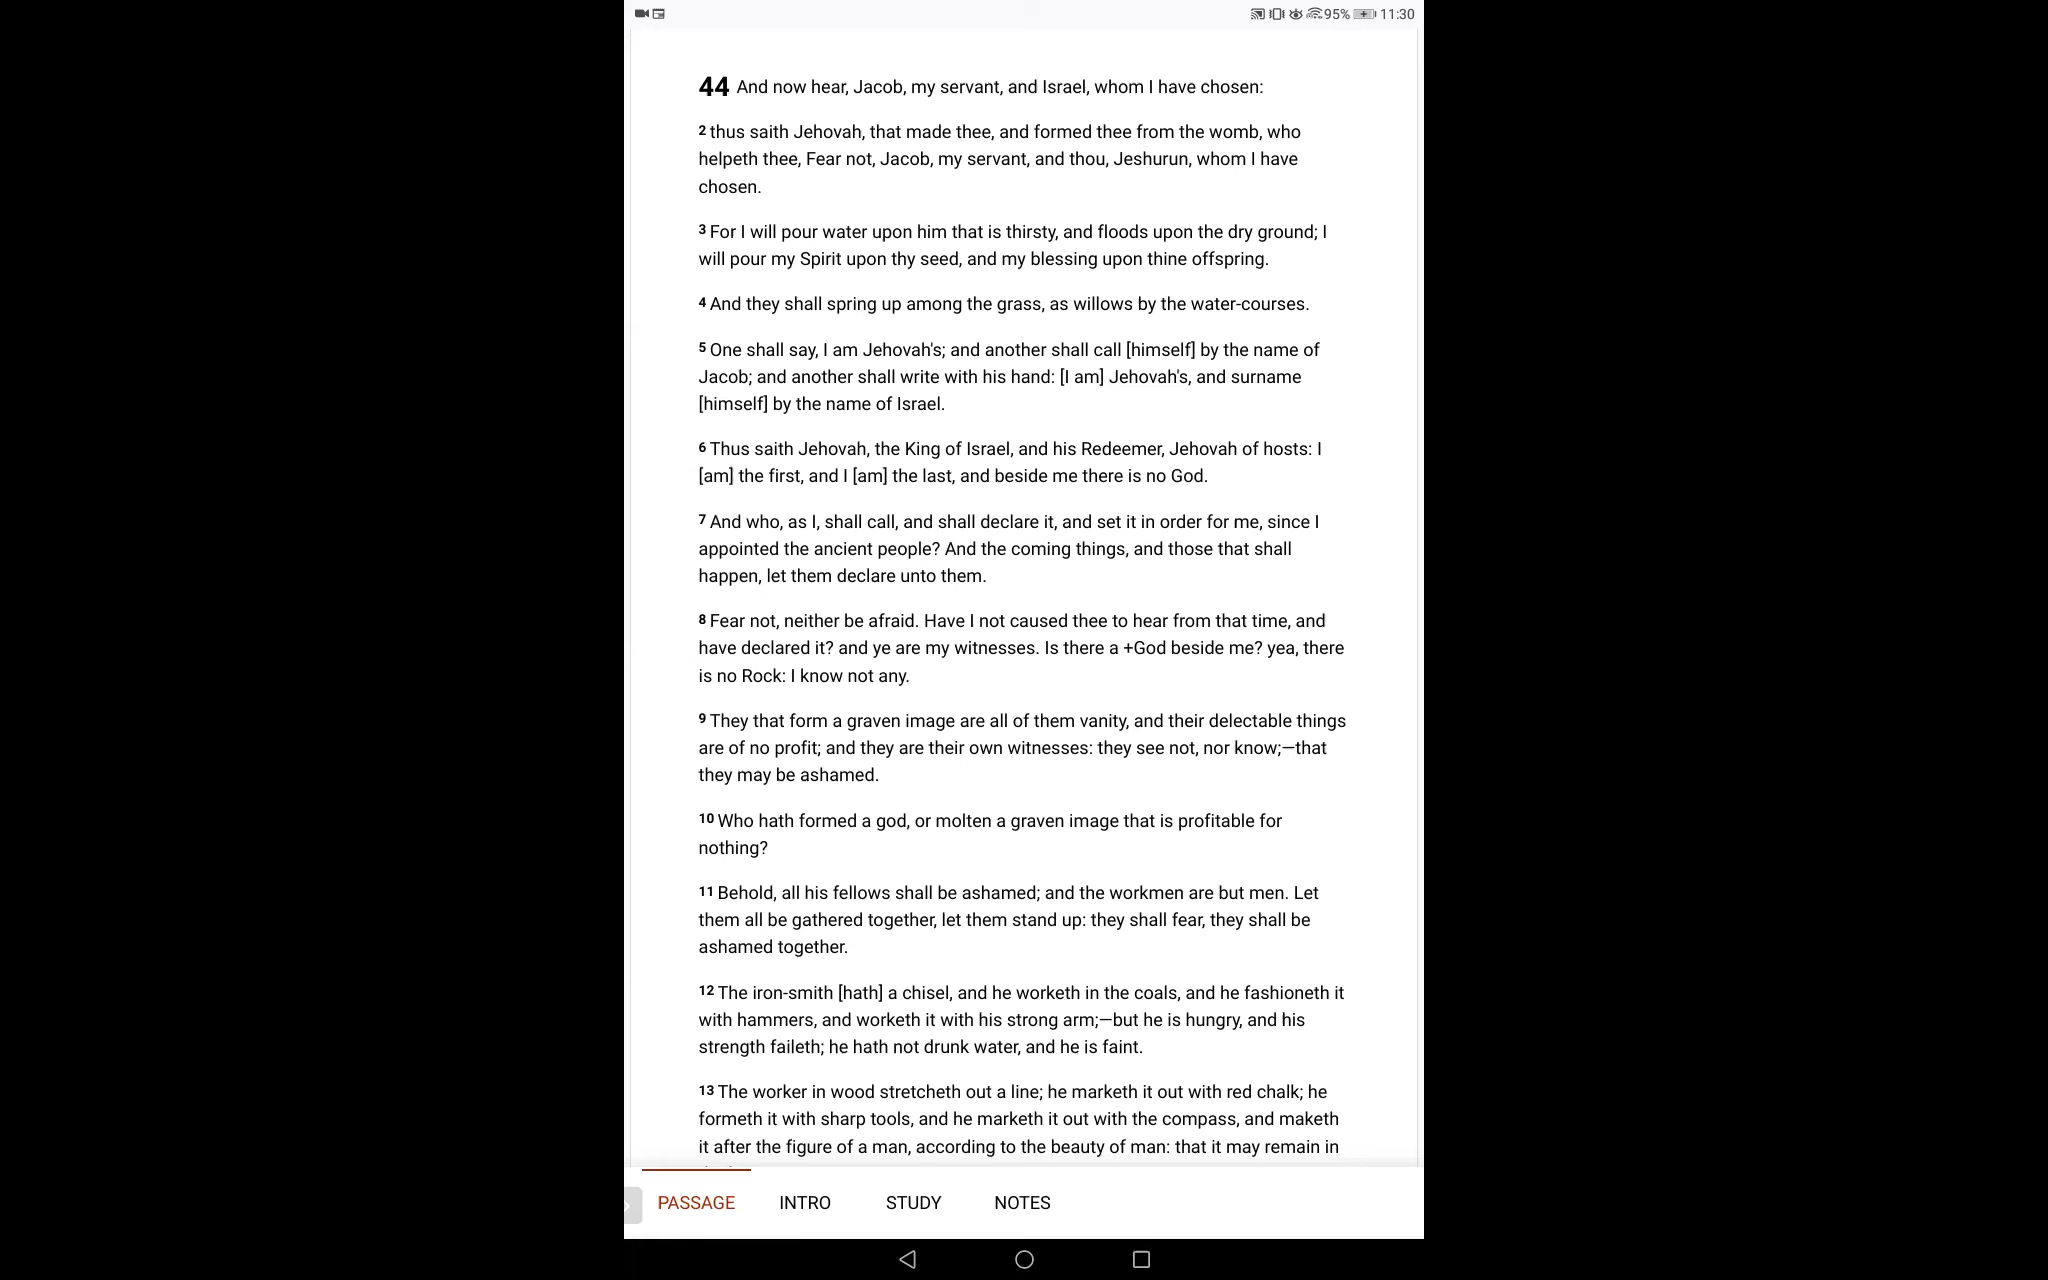 95% 11:30
44 And now hear, Jacob, my servant, and Israel, whom I have chosen:
2 thus saith Jehovah, that made thee, and formed thee from the womb, who
helpeth thee, Fear not, Jacob, my servant, and thou, Jeshurun, whom I have
chosen.
3 For I will pour water upon him that is thirsty, and floods upon the dry ground; I
will pour my Spirit upon thy seed, and my blessing upon thine offspring.
4 And they shall spring up among the grass, as willows by the water-courses.
5 One shall say, I am Jehovah's; and another shall call [himself] by the name of
Jacob; and another shall write with his hand: [I am] Jehovah's, and surname
[himself] by the name of Israel.
6 Thus saith Jehovah, the King of Israel, and his Redeemer, Jehovah of hosts: I
[am] the first, and I [am] the last, and beside me there is no God.
7 And who, as I, shall call, and shall declare it, and set it in order for me, since I
appointed the ancient people? And the coming things, and those that shall
happen, let them declare unto them.
8 Fear not, neither be afraid. Have I not caused thee to hear from that time, and
have declared it? and ye are my witnesses. Is there a +God beside me? yea, there
is no Rock: I know not any.
9 They that form a graven image are all of them vanity, and their delectable things
are of no profit; and they are their own witnesses: they see not, nor know;—that
they may be ashamed.
10 Who hath formed a god, or molten a graven image that is profitable for
nothing?
11 Behold, all his fellows shall be ashamed; and the workmen are but men. Let
them all be gathered together, let them stand up: they shall fear, they shall be
ashamed together.
12 The iron-smith [hath] a chisel, and he worketh in the coals, and he fashioneth it
with hammers, and worketh it with his strong arm;—but he is hungry, and his
strength faileth; he hath not drunk water, and he is faint.
13 The worker in wood stretcheth out a line; he marketh it out with red chalk; he
formeth it with sharp tools, and he marketh it out with the compass, and maketh
it after the figure of a man, according to the beauty of man: that it may remain in
PASSAGE INTRO STUDY NOTES